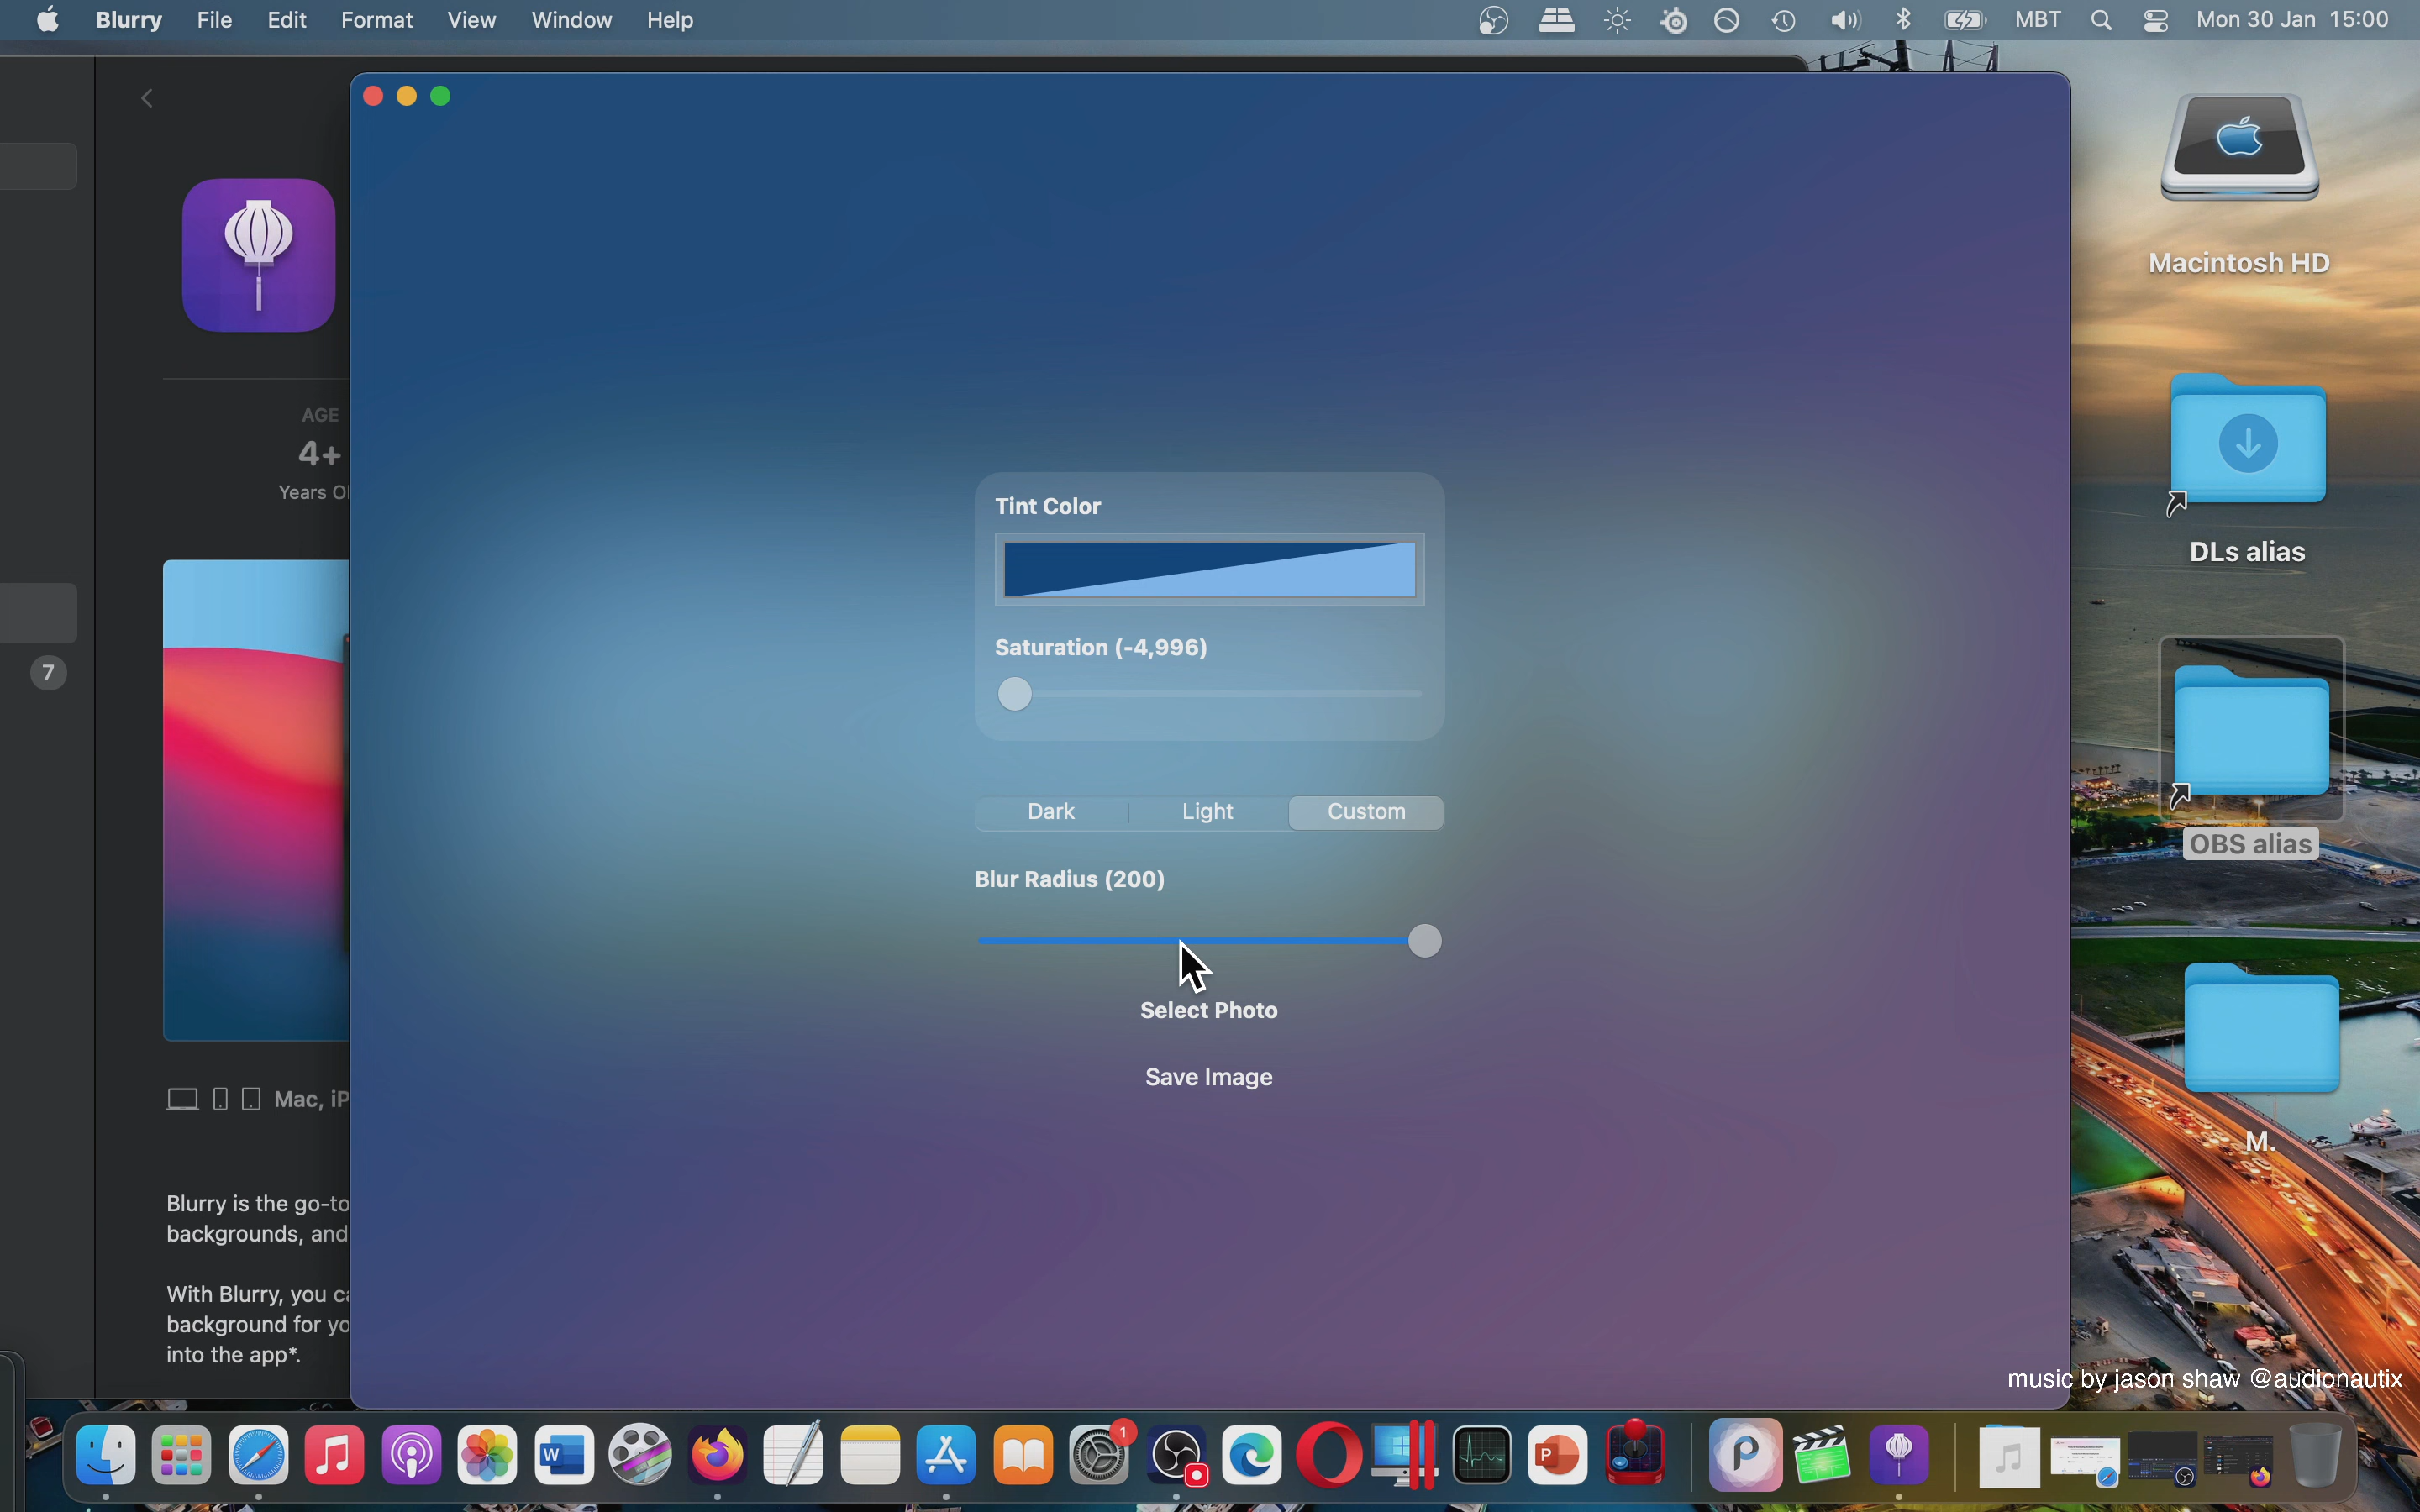 Blurry File Edit Format View Window Help MBT Mon 30 Jan 15:00
AGE
4+
Years Ol
7
Mac, iP
Blurry is the go-to
backgrounds, and
With Blurry, you ca
background for yo
into the app*.
Tint Color
Saturation (-4,996)
Dark Light Custom
Blur Radius (200)
Select Photo
Save Image
Macintosh HD
DLs alias
OBS alias
M.
music by jason shaw @audionautix
W
1
P
P